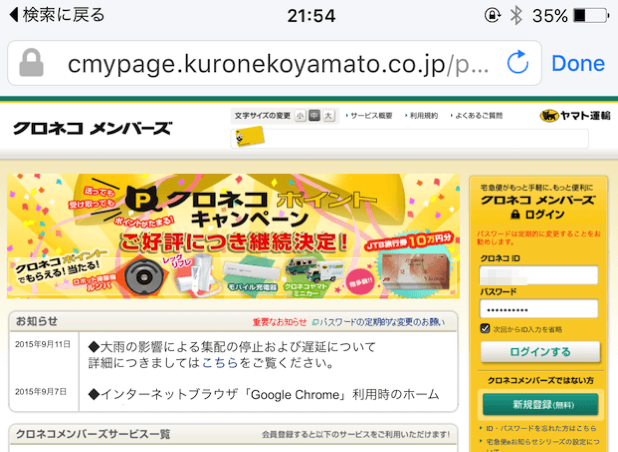 検索に戻る
21:54
35%
cmypage.kuronekoyamato.co.jp/p...
Done
クロネコ メンバーズ
文字サイズの変更 小 中 大
サービス概要
利用規約
よくあるご質問
ヤマト運輸
送っても
受け取っても
ポイントがたまる!
クロネコ ポイント
キャンペーン
ご好評につき継続決定!
クロネコ ポイント
でもらえる!当たる!
ロボット掃除機
ルンバ
レッグ
リフレ
モバイル充電器
クロネコヤマト
ミニカー
JTB旅行券10万円分
種多数!!
宅急便がもっと手軽に、もっと便利に
クロネコ メンバーズ
ログイン
パスワードは定期的に変更することをお
勧めします。
クロネコ ID
パスワード
••••••••••
次回からID入力を省略
ログインする
クロネコメンバーズではない方
新規登録(無料)
ID・パスワードを忘れた方はこちら
宅急便eお知らせシリーズの設定につ
いて
お知らせ
重要なお知らせ
パスワードの定期的な変更のお願い
2015年9月11日
◆大雨の影響による集配の停止および遅延について
詳細につきましてはこちらをご覧ください。
2015年9月7日
◆インターネットブラウザ「Google Chrome」利用時のホーム
クロネコメンバーズサービス一覧
会員登録すると以下のサービスをご利用いただけます!